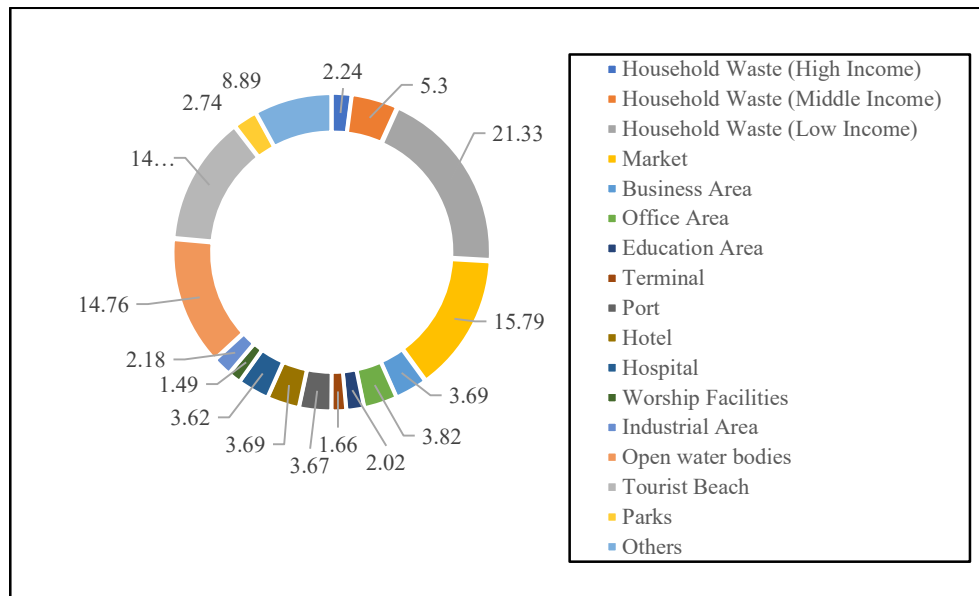 8.89
2.24
5.3
2.74
21.33
14…
14.76
15.79
2.18
1.49
3.69
3.62
3.82
3.69
1.66
2.02
3.67
Household Waste (High Income)
Household Waste (Middle Income)
Household Waste (Low Income)
Market
Business Area
Office Area
Education Area
Terminal
Port
Hotel
Hospital
Worship Facilities
Industrial Area
Open water bodies
Tourist Beach
Parks
Others